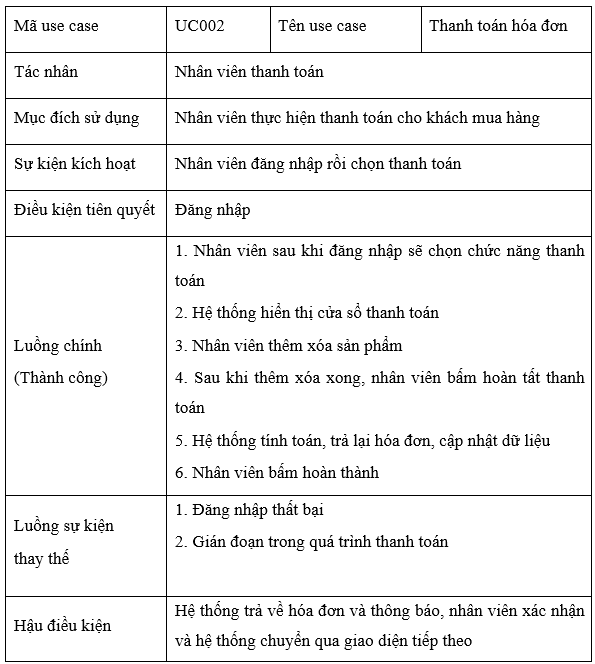 Mã use case UC002 Tên use case Thanh toán hóa đơn
Tác nhân Nhân viên thanh toán
Mục đích sử dụng Nhân viên thực hiện thanh toán cho khách mua hàng
Sự kiện kích hoạt Nhân viên đăng nhập rồi chọn thanh toán
Điều kiện tiên quyết Đăng nhập
Luồng chính
(Thành công)
1. Nhân viên sau khi đăng nhập sẽ chọn chức năng thanh
toán
2. Hệ thống hiển thị cửa sổ thanh toán
3. Nhân viên thêm xóa sản phẩm
4. Sau khi thêm xóa xong, nhân viên bấm hoàn tất thanh
toán
5. Hệ thống tính toán, trả lại hóa đơn, cập nhật dữ liệu
6. Nhân viên bấm hoàn thành
Luồng sự kiện
thay thế
1. Đăng nhập thất bại
2. Gián đoạn trong quá trình thanh toán
Hậu điều kiện
Hệ thống trả về hóa đơn và thông báo, nhân viên xác nhận
và hệ thống chuyển qua giao diện tiếp theo